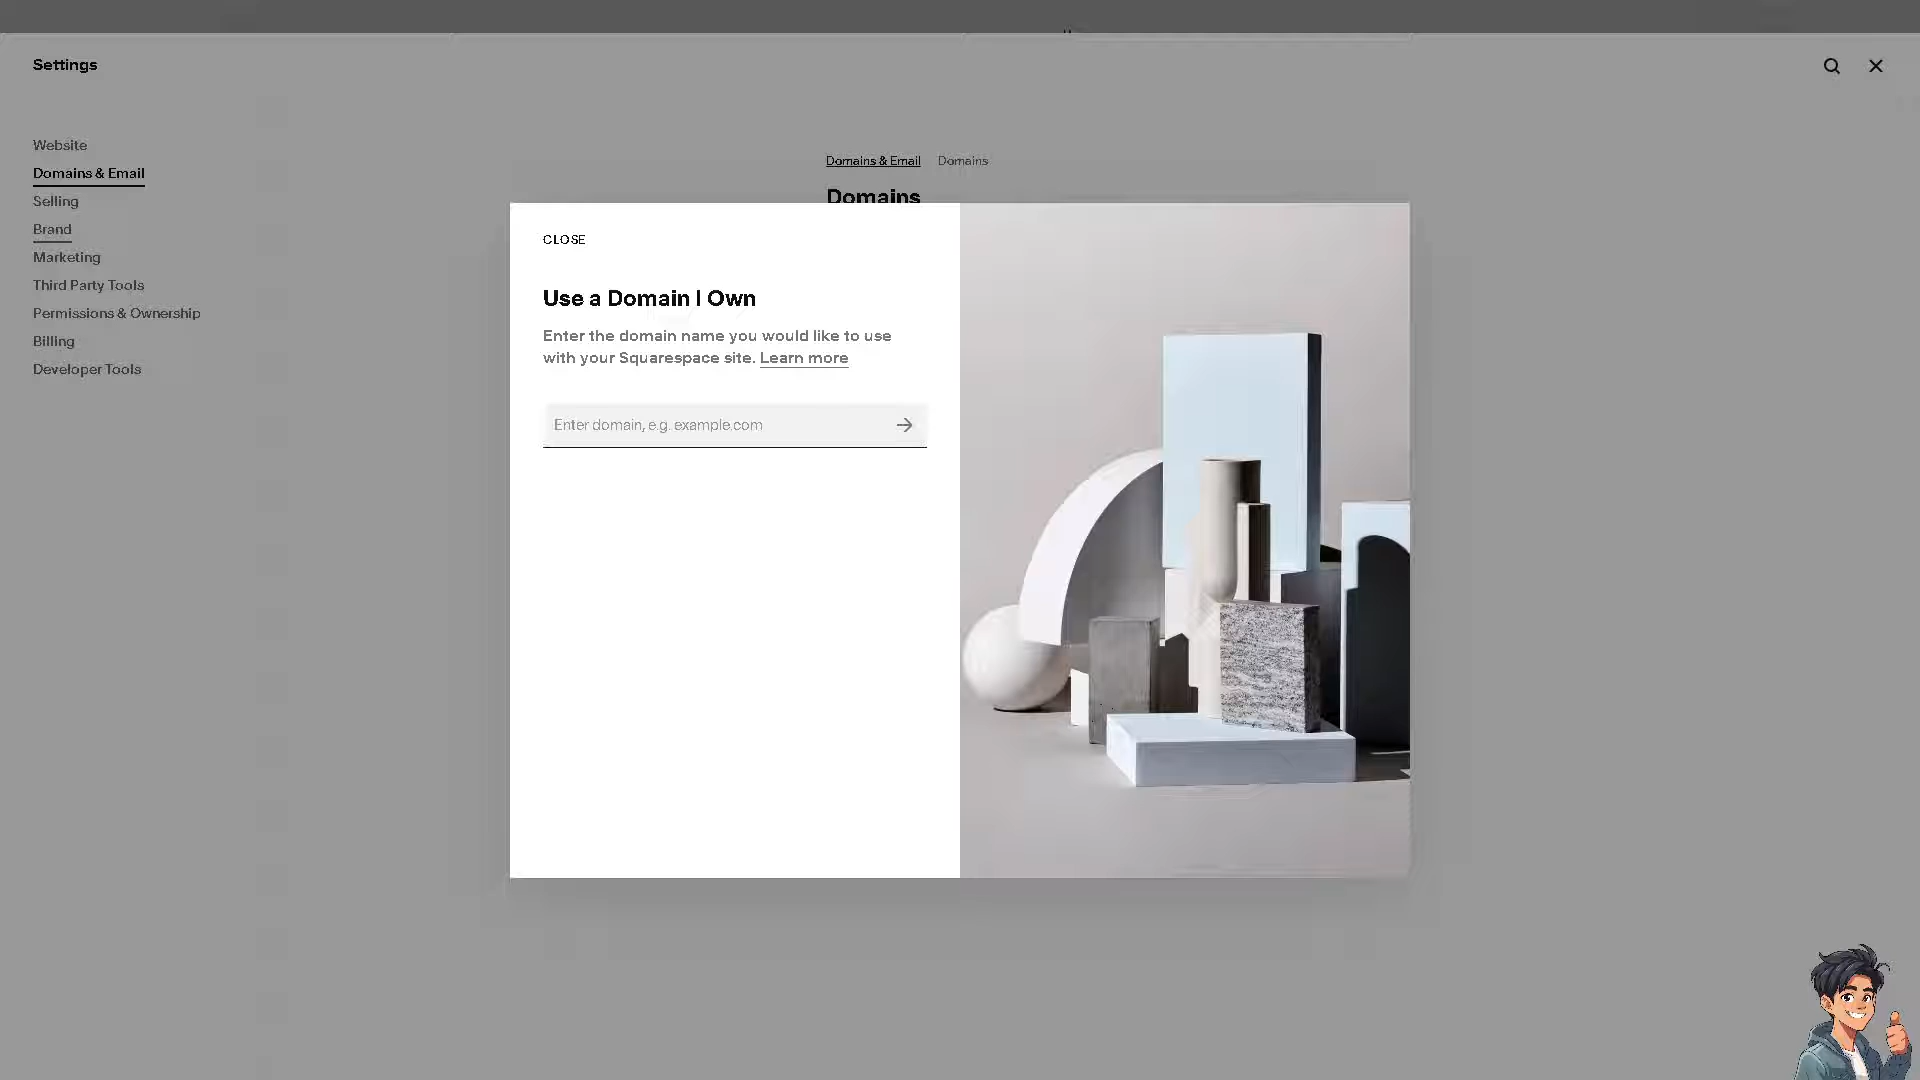 Settings
Website
Domains & Email
Selling
Brand
Marketing
Third Party Tools
Permissions & Ownership
Billing
Developer Tools
Domains & Email Domains
Domains
CLOSE
Use a Domain I Own
Enter the domain name you would like to use
with your Squarespace site. Learn more
Enter domain, e.g. example.com